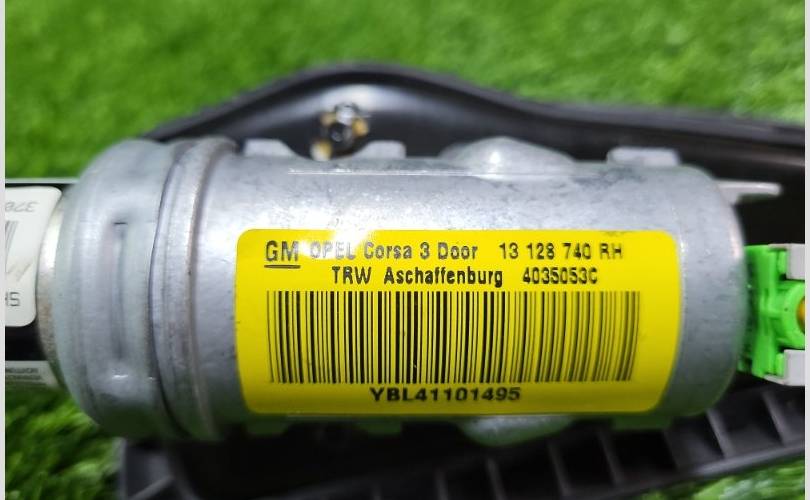 GM OPEL Corsa 3 Door 13 128 740 RH
TRW Aschaffenburg 4035053C
YBL41101495